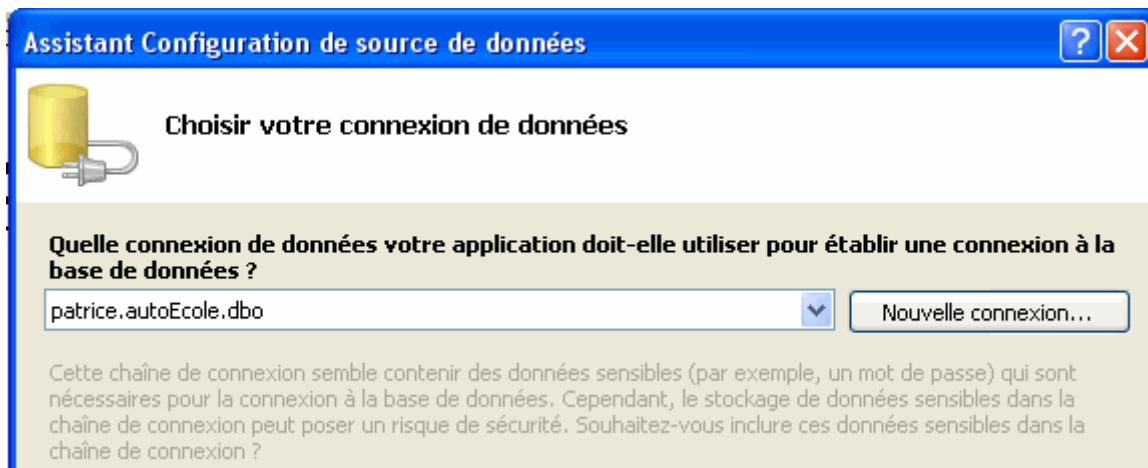 Assistant Configuration de source de données
Choisir votre connexion de données
Quelle connexion de données votre application doit-elle utiliser pour établir une connexion à la
base de données ?
patrice.autoEcole.dbo
Nouvelle connexion...
Cette chaîne de connexion semble contenir des données sensibles (par exemple, un mot de passe) qui sont
nécessaires pour la connexion à la base de données. Cependant, le stockage de données sensibles dans la
chaîne de connexion peut poser un risque de sécurité. Souhaitez-vous inclure ces données sensibles dans la
chaîne de connexion ?